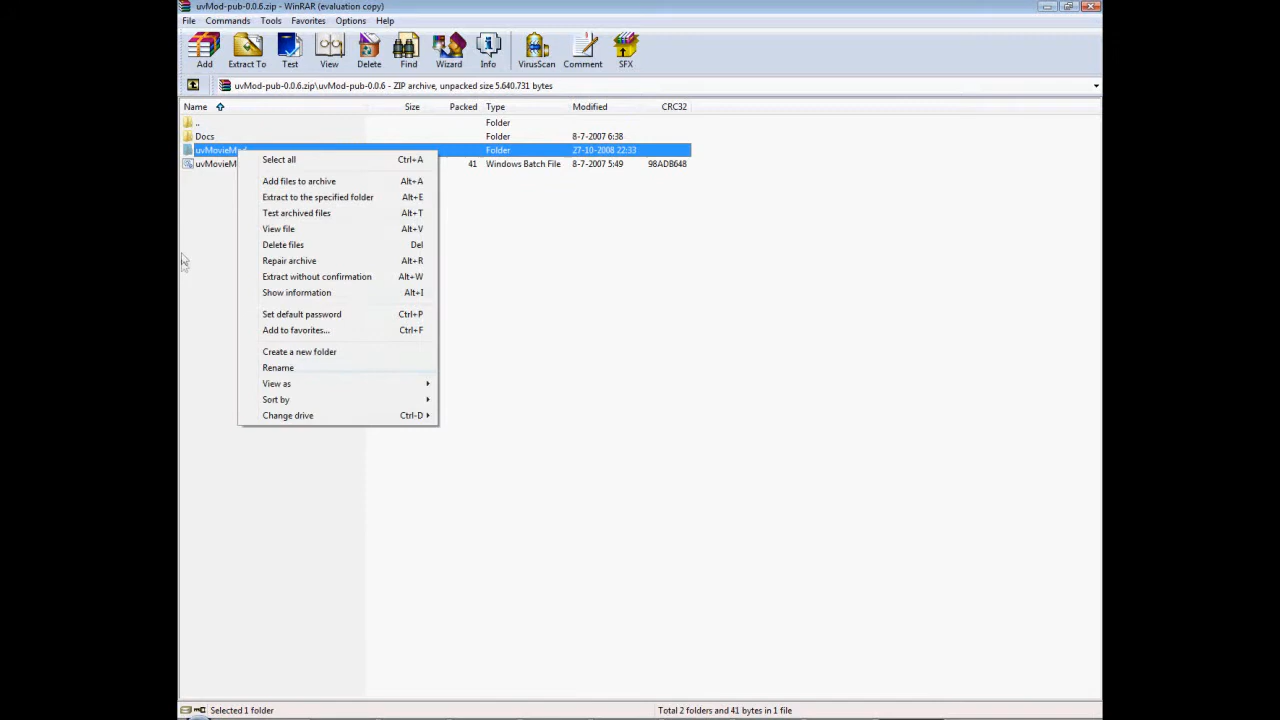 uvMod-pub-0.0.6.zip - WinRAR (evaluation copy)
File Commands Tools Favorites Options Help
Add Extract To Test View Delete Find Wizard Info VirusScan Comment SFX
uvMod-pub-0.0.6.zip\uvMod-pub-0.0.6 - ZIP archive, unpacked size 5.640.731 bytes
Name Size Packed Type Modified CRC32
.. Folder
Docs Folder 8-7-2007 6:38
uvMovieMod Folder 27-10-2008 22:33
uvMovieM 41 Windows Batch File 8-7-2007 5:49 98ADB648
Select all Ctrl+A
Add files to archive Alt+A
Extract to the specified folder Alt+E
Test archived files Alt+T
View file Alt+V
Delete files Del
Repair archive Alt+R
Extract without confirmation Alt+W
Show information Alt+I
Set default password Ctrl+P
Add to favorites... Ctrl+F
Create a new folder
Rename
View as
Sort by
Change drive Ctrl-D
Selected 1 folder
Total 2 folders and 41 bytes in 1 file